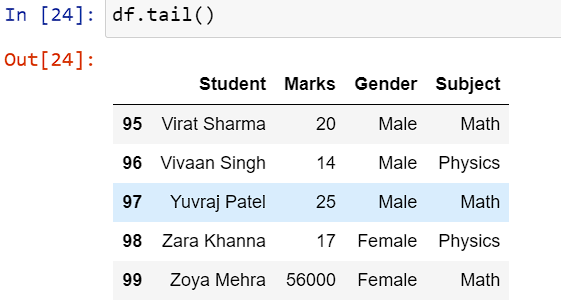 In [24]: df.tail()
Out[24]:
Student Marks Gender Subject
95 Virat Sharma 20 Male Math
96 Vivaan Singh 14 Male Physics
97 Yuvraj Patel 25 Male Math
98 Zara Khanna 17 Female Physics
99 Zoya Mehra 56000 Female Math